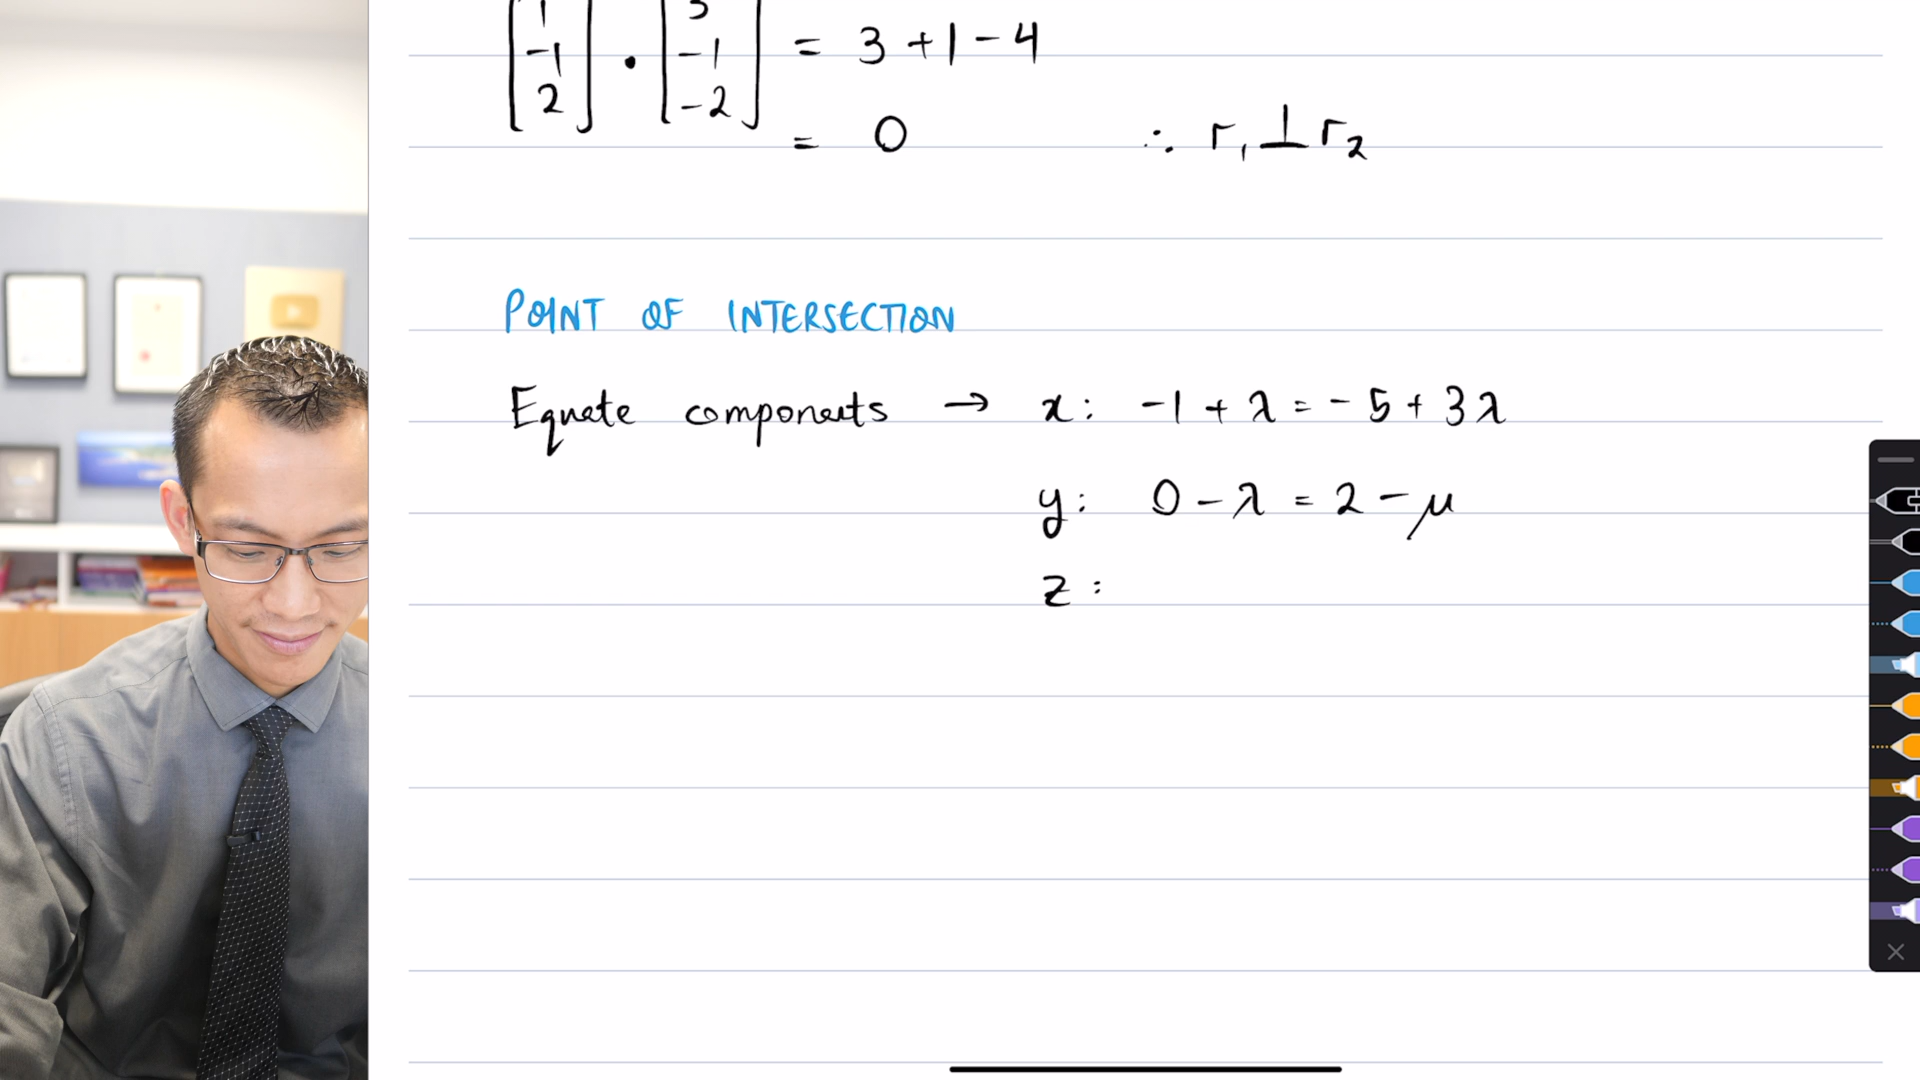 [1 -1 2] · [3 -1 -2] = 3 + 1 - 4
= 0 ∴ r₁ ⊥ r₂
POINT OF INTERSECTION
Equate components → x: -1 + λ = -5 + 3λ
y: 0 - λ = 2 - μ
z: